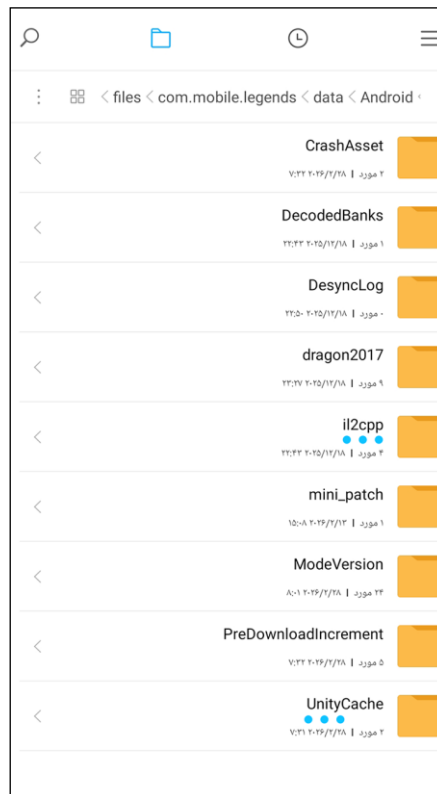 < files < com.mobile.legends < data < Android
CrashAsset
۲ مورد | ۲۰۲۶/۲/۲۸ ۷:۳۲
DecodedBanks
۱ مورد | ۲۰۲۵/۱۲/۱۸ ۲۲:۴۳
DesyncLog
۰ مورد | ۲۰۲۵/۱۲/۱۸ ۲۲:۵۰
dragon2017
۹ مورد | ۲۰۲۵/۱۲/۱۸ ۲۳:۲۷
il2cpp
۴ مورد | ۲۰۲۵/۱۲/۱۸ ۲۲:۴۳
mini_patch
۱ مورد | ۲۰۲۶/۲/۱۳ ۱۵:۰۸
ModeVersion
۲۴ مورد | ۲۰۲۶/۲/۲۸ ۸:۰۱
PreDownloadIncrement
۵ مورد | ۲۰۲۶/۲/۲۸ ۷:۳۲
UnityCache
۲ مورد | ۲۰۲۶/۲/۲۸ ۷:۳۱